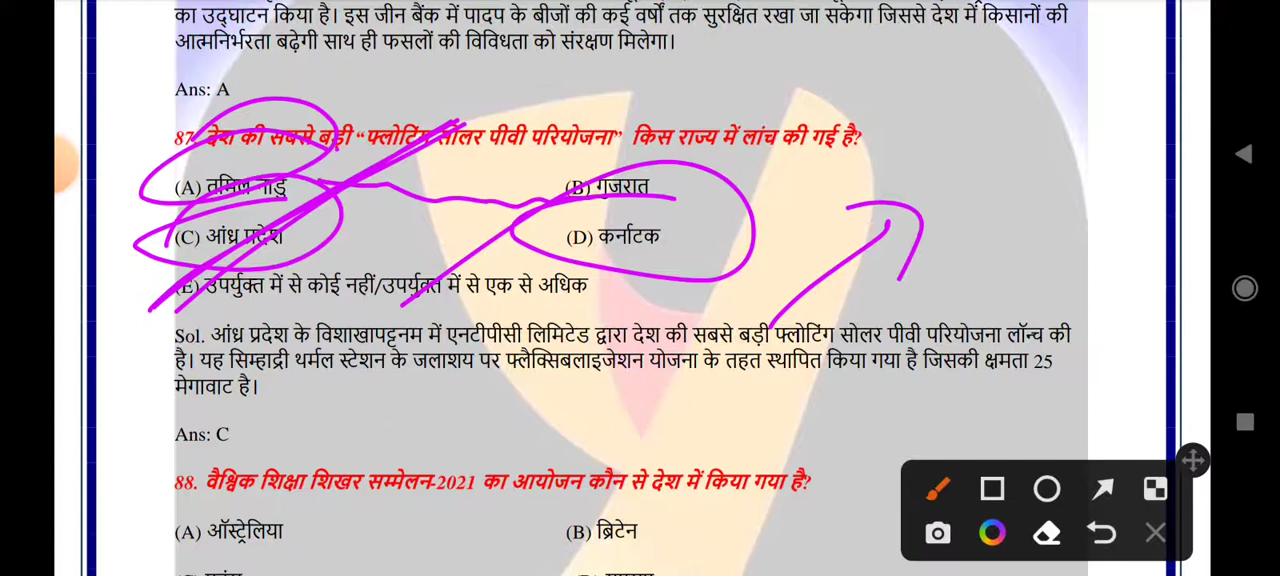 का उद्घाटन किया है। इस जीन बैंक में पादप के बीजों की कई वर्षो तक सुरक्षित रखा जा सकेगा जिससे देश में किसानों की
आत्मनिर्भरता बढ़ेगी साथ ही फसलों की विविधता को संरक्षण मिलेगा।
Ans: A
87. देश की सबसे बड़ी “फ्लोटिंग सोलर पीवी परियोजना” किस राज्य में लांच की गई है?
(A) तमिल नाडु (B) गुजरात
(C) आंध्र प्रदेश (D) कर्नाटक
(E) उपर्युक्त में से कोई नहीं/उपर्युक्त में से एक से अधिक
Sol. आंध्र प्रदेश के विशाखापट्टनम में एनटीपीसी लिमिटेड द्वारा देश की सबसे बड़ी फ्लोटिंग सोलर पीवी परियोजना लॉन्च की
है। यह सिम्हाद्री थर्मल स्टेशन के जलाशय पर फ्लैक्सिबलाइजेशन योजना के तहत स्थापित किया गया है जिसकी क्षमता 25
मेगावाट है।
Ans: C
88. वैश्विक शिक्षा शिखर सम्मेलन-2021 का आयोजन कौन से देश में किया गया है?
(A) ऑस्ट्रेलिया (B) ब्रिटेन